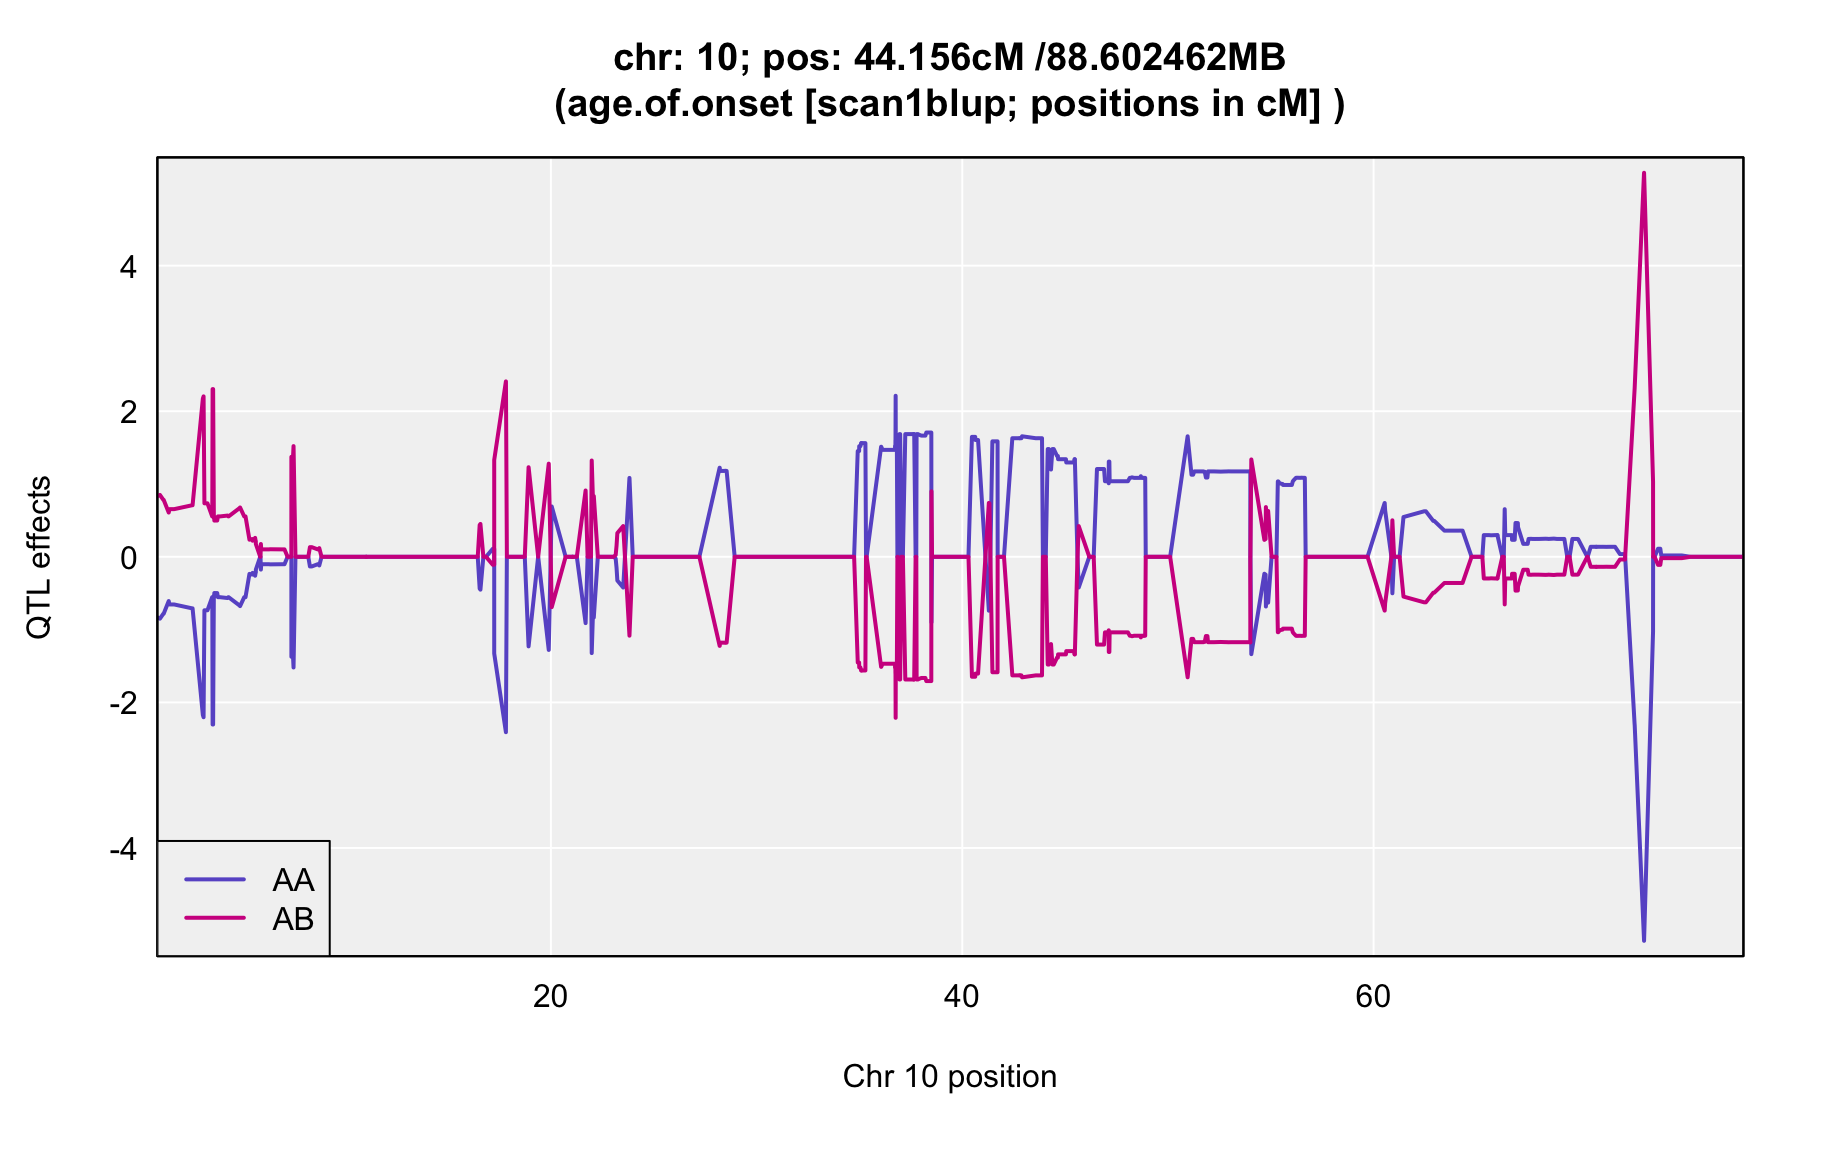 chr: 10; pos: 44.156cM /88.602462MB
(age.of.onset [scan1blup; positions in cM] )
QTL effects
4
2
0
-2
-4
AA
AB
20
40
60
Chr 10 position